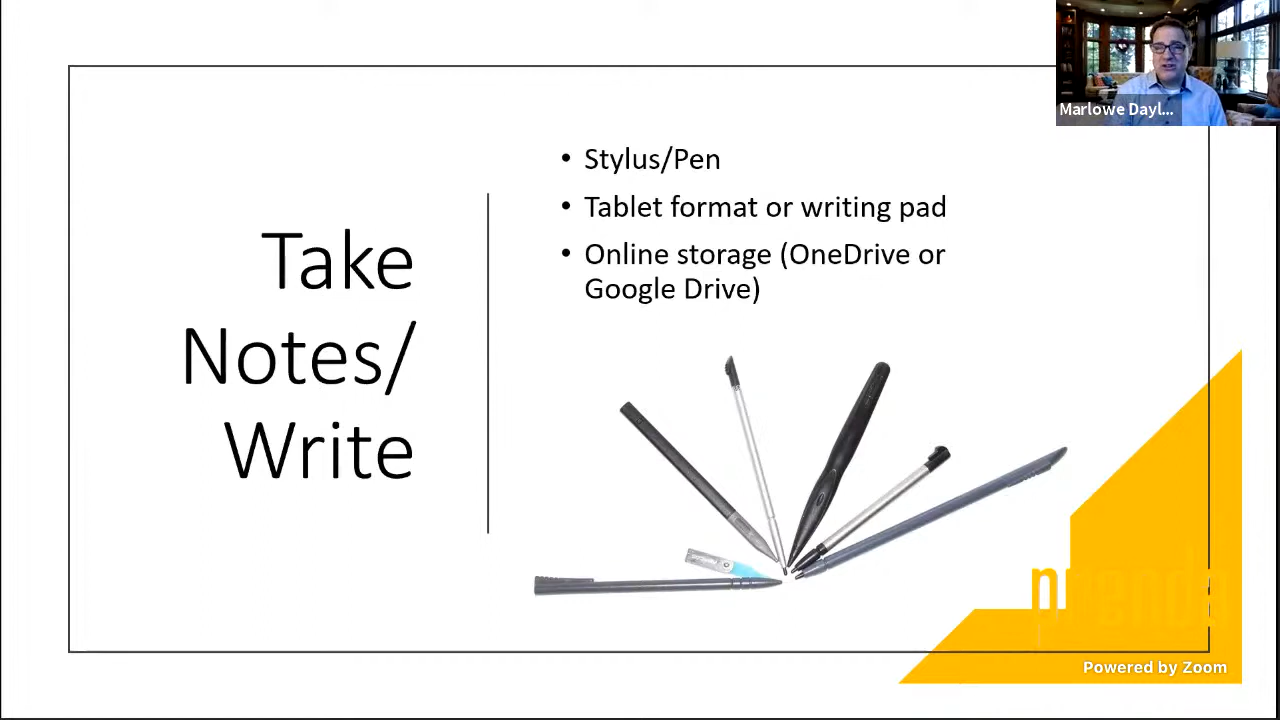 Marlowe Dayl...
• Stylus/Pen
• Tablet format or writing pad
• Online storage (OneDrive or
Google Drive)
Take
Notes/
Write
prenda
Powered by Zoom